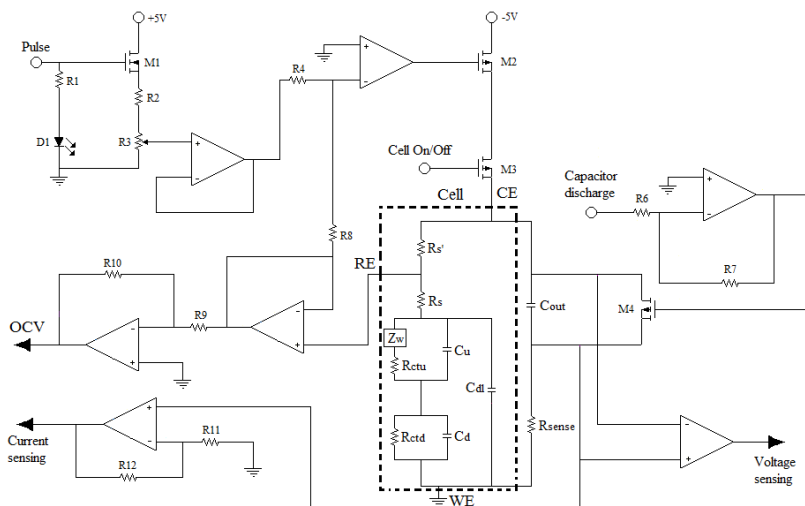 +5V
-5V
Pulse
M1
R1
R2
D1
R3
R4
M2
Cell On/Off
M3
Cell
CE
Capacitor
discharge
R6
R7
R8
RE
Rs'
Rs
R10
R9
OCV
Cout
M4
Zw
Cu
Rctu
Cdl
Rctd
Cd
Rsense
R11
R12
Current
sensing
Voltage
sensing
WE
+
-
+
-
+
-
-
+
-
+
+
-
-
+